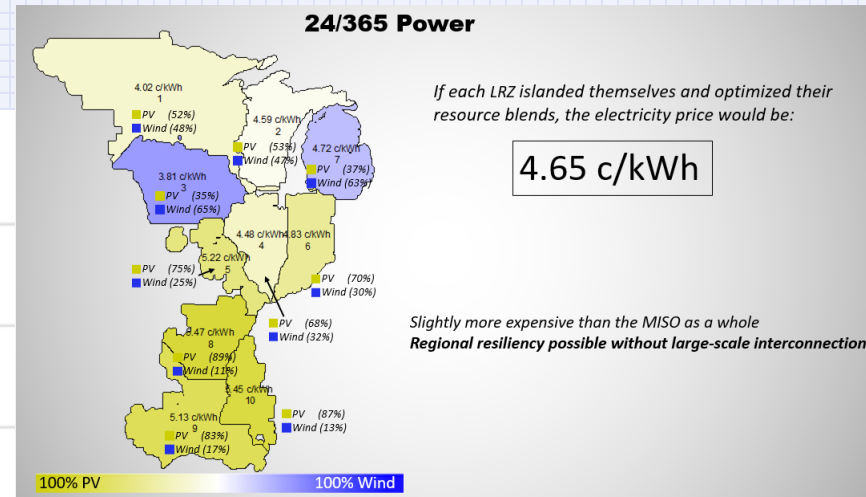 24/365 Power
If each LRZ islanded themselves and optimized their
resource blends, the electricity price would be:
4.65 c/kWh
Slightly more expensive than the MISO as a whole
Regional resiliency possible without large-scale interconnection
4.02 c/kWh
1
PV (52%)
Wind (48%)
4.59 c/kWh
2
PV (53%)
Wind (47%)
4.72 c/kWh
7
PV (37%)
Wind (63%)
3.81 c/kWh
3
PV (35%)
Wind (65%)
4.48 c/kWh
4
4.83 c/kWh
6
5.22 c/kWh
5
PV (75%)
Wind (25%)
PV (70%)
Wind (30%)
PV (68%)
Wind (32%)
.47 c/kWh
8
PV (89%)
Wind (11%)
.45 c/kWh
10
PV (87%)
Wind (13%)
5.13 c/kWh
9
PV (83%)
Wind (17%)
100% PV
100% Wind